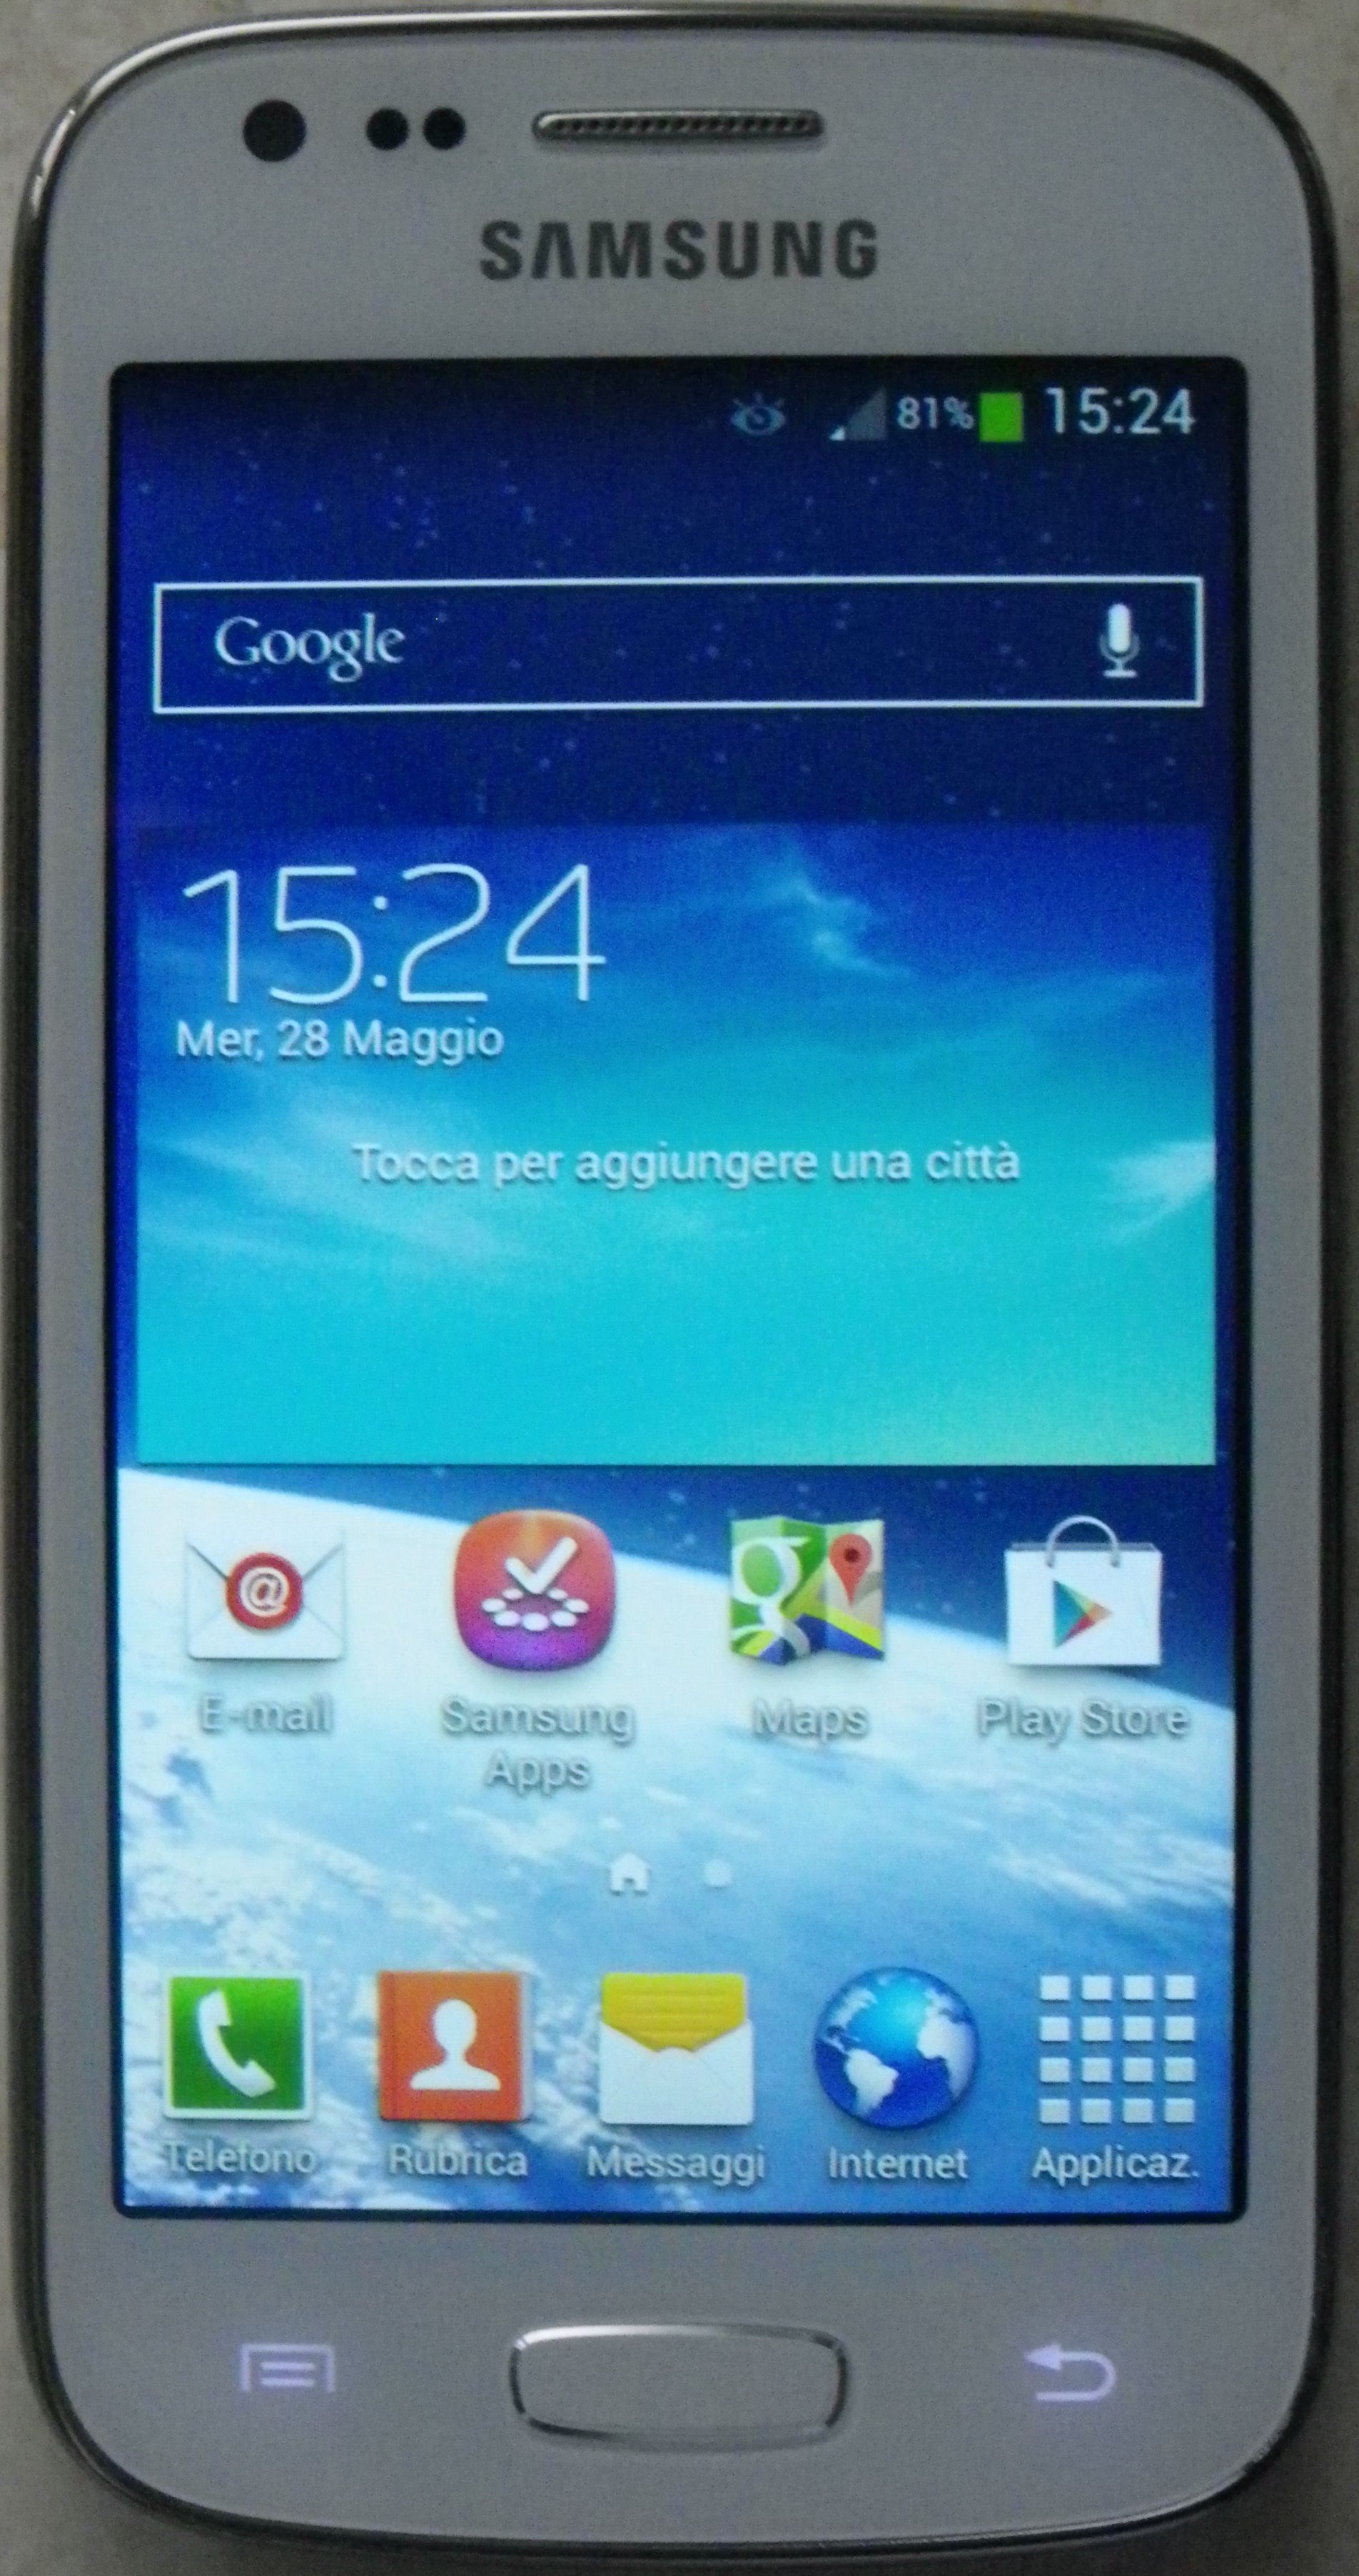 SAMSUNG
81% 15:24
Google
15:24
Mer, 28 Maggio
Tocca per aggiungere una città
@
E-mail
Samsung Apps
g
Maps
Play Store
Telefono
Rubrica
Messaggi
Internet
Applicaz.